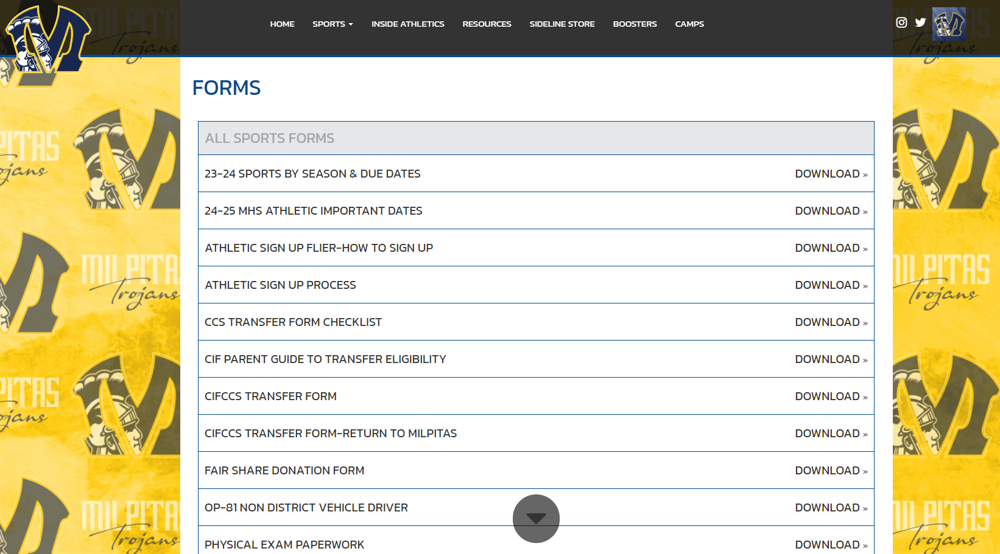 HOME SPORTS INSIDE ATHLETICS RESOURCES SIDELINE STORE BOOSTERS CAMPS
FORMS
ALL SPORTS FORMS
23-24 SPORTS BY SEASON & DUE DATES DOWNLOAD »
24-25 MHS ATHLETIC IMPORTANT DATES DOWNLOAD »
ATHLETIC SIGN UP FLIER-HOW TO SIGN UP DOWNLOAD »
ATHLETIC SIGN UP PROCESS DOWNLOAD »
CCS TRANSFER FORM CHECKLIST DOWNLOAD »
CIF PARENT GUIDE TO TRANSFER ELIGIBILITY DOWNLOAD »
CIFCCS TRANSFER FORM DOWNLOAD »
CIFCCS TRANSFER FORM-RETURN TO MILPITAS DOWNLOAD »
FAIR SHARE DONATION FORM DOWNLOAD »
OP-81 NON DISTRICT VEHICLE DRIVER DOWNLOAD »
PHYSICAL EXAM PAPERWORK DOWNLOAD »
MILPITAS
Trojans